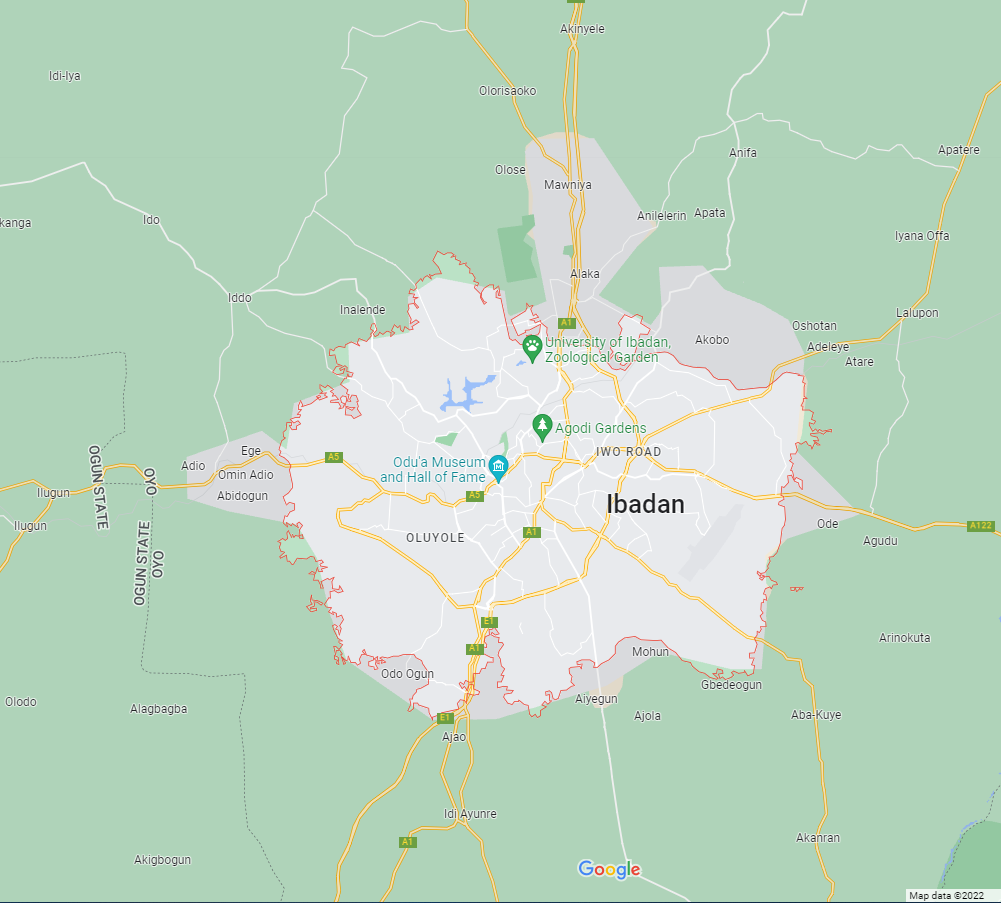 Akinyele
Idi-Iya
Olorisaoko
Anifa
Apatere
Olose
Mawniya
Anilelerin
Apata
Ido
kanga
Iyana Offa
Alaka
Iddo
Inalende
Lalupon
A1
Oshotan
Akobo
University of Ibadan,
Zoological Garden
Adeleye
Atare
Agodi Gardens
Ege
IWO ROAD
A5
Adio
Odu'a Museum
and Hall of Fame
Omin Adio
OGUN STATE
OYO
Ilugun
Abidogun
A5
Ibadan
Ilugun
Ode
A122
A1
OLUYOLE
Agudu
OGUN STATE
OYO
E1
Arinokuta
A1
Mohun
Odo Ogun
Gbedeogun
Olodo
Alagbagba
Aiyegun
Ajola
Aba-Kuye
E1
Ajao
Idi Ayunre
A1
Akanran
Akigbogun
Google
Map data ©2022